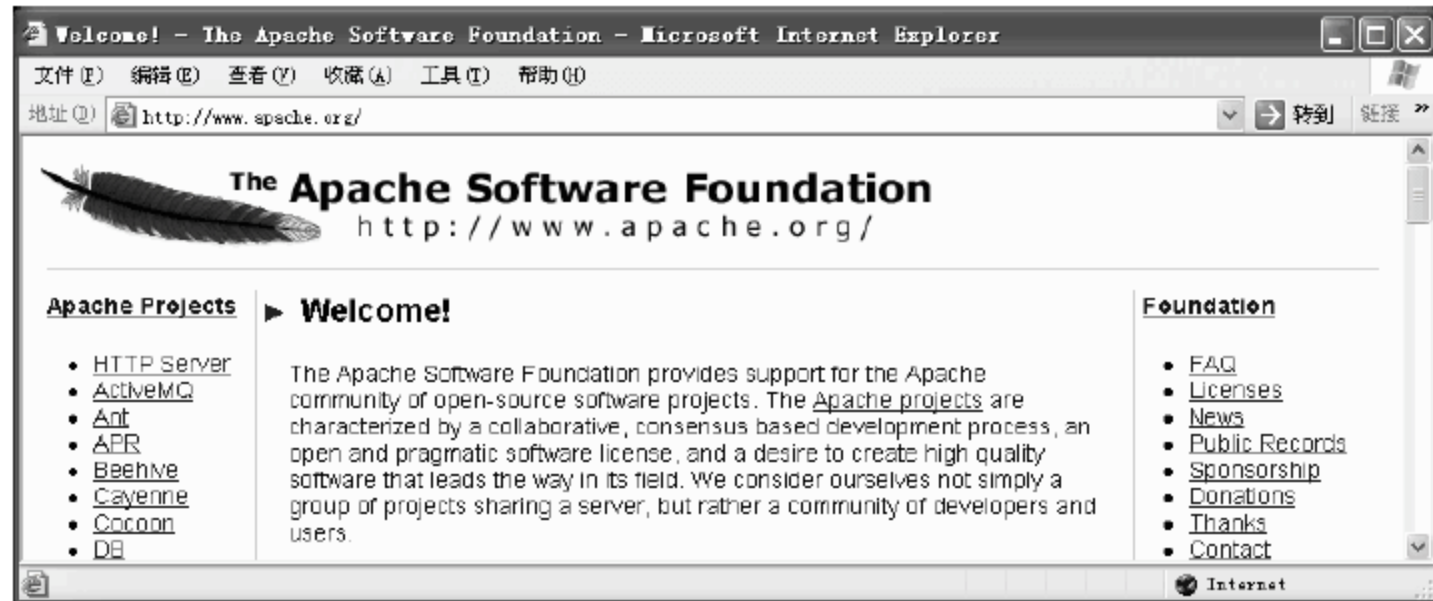 Welcome! - The Apache Software Foundation - Microsoft Internet Explorer
文件(F) 编辑(E) 查看(V) 收藏(A) 工具(T) 帮助(H)
地址(D) http://www.apache.org/ 转到 链接 »
The Apache Software Foundation
http://www.apache.org/
Apache Projects
HTTP Server
ActiveMQ
Ant
APR
Beehive
Cayenne
Cocoon
DB
Welcome!
The Apache Software Foundation provides support for the Apache
community of open-source software projects. The Apache projects are
characterized by a collaborative, consensus based development process, an
open and pragmatic software license, and a desire to create high quality
software that leads the way in its field. We consider ourselves not simply a
group of projects sharing a server, but rather a community of developers and
users.
Foundation
FAQ
Licenses
News
Public Records
Sponsorship
Donations
Thanks
Contact
Internet